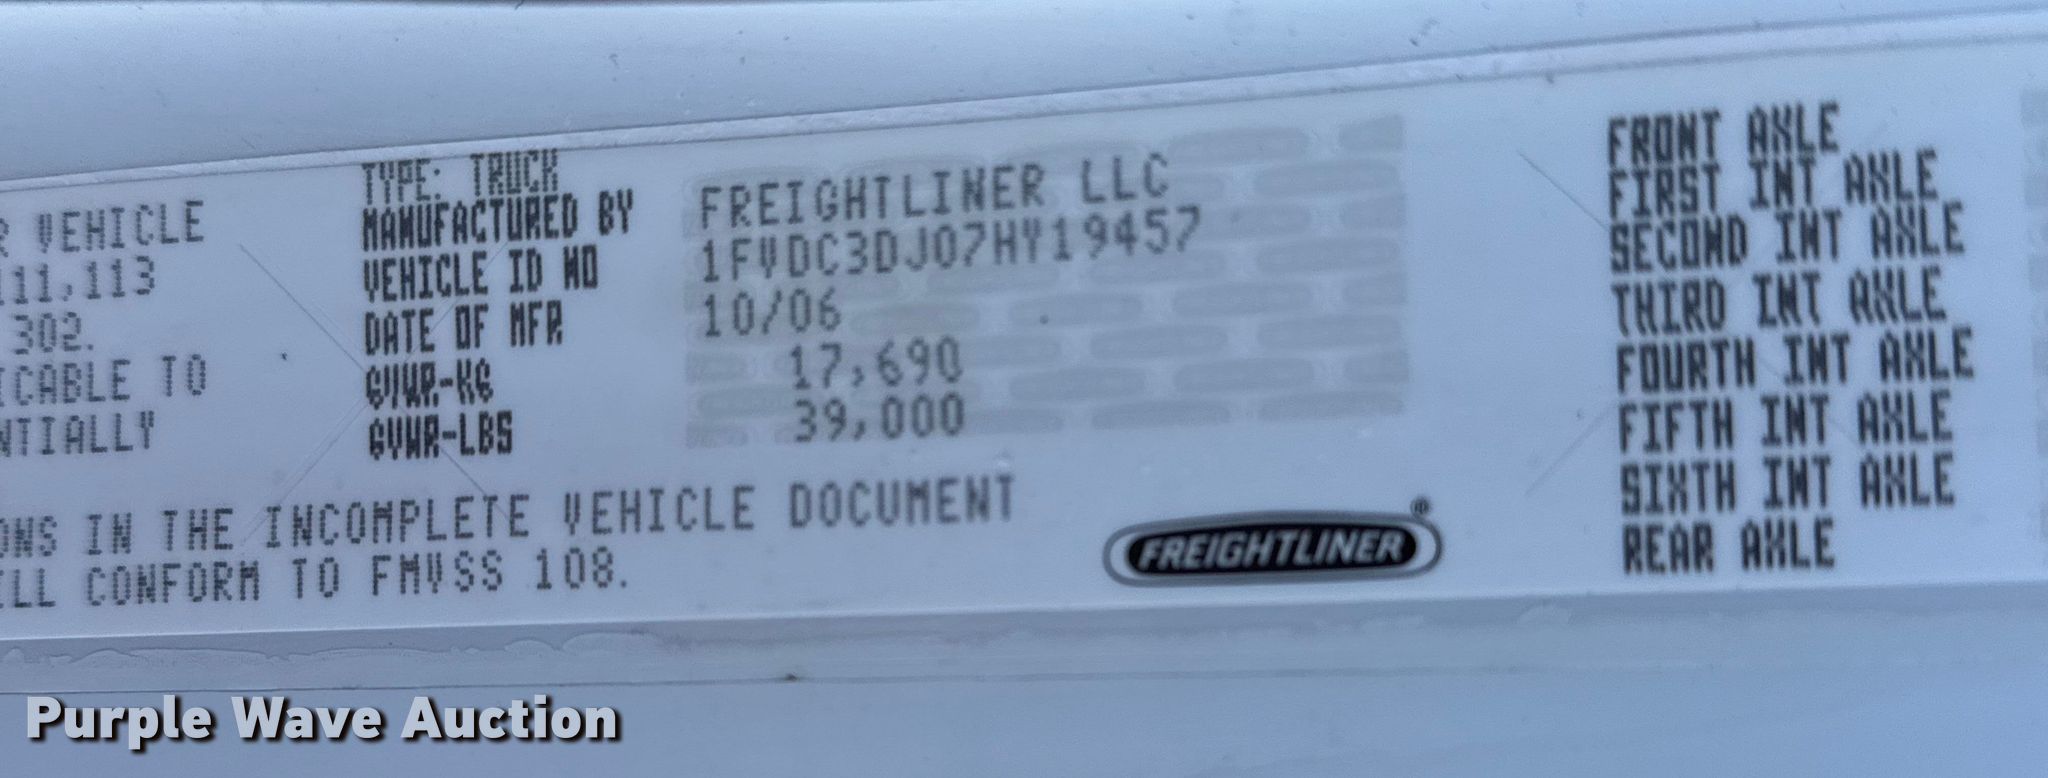 R VEHICLE
111,113
302.
ICABLE TO
NTIALLY
TYPE: TRUCK
MANUFACTURED BY FREIGHTLINER LLC
VEHICLE ID NO 1FVDC3DJ07HY19457
DATE OF MFR 10/06
GVWR-KG 17,690
GVWR-LBS 39,000
ONS IN THE INCOMPLETE VEHICLE DOCUMENT
ILL CONFORM TO FMVSS 108.
FREIGHTLINER®
FRONT AXLE
FIRST INT AXLE
SECOND INT AXLE
THIRD INT AXLE
FOURTH INT AXLE
FIFTH INT AXLE
SIXTH INT AXLE
REAR AXLE
Purple Wave Auction